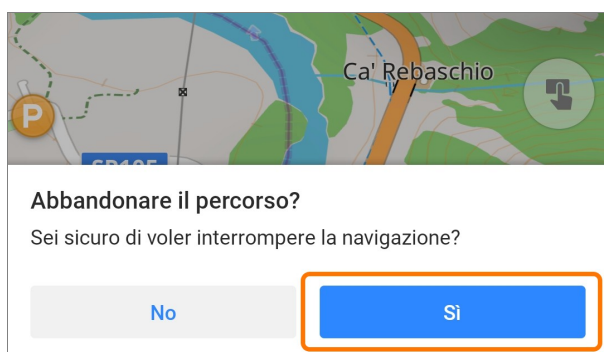 Ca' Rebaschio
P
Abbandonare il percorso?
Sei sicuro di voler interrompere la navigazione?
No
Sì